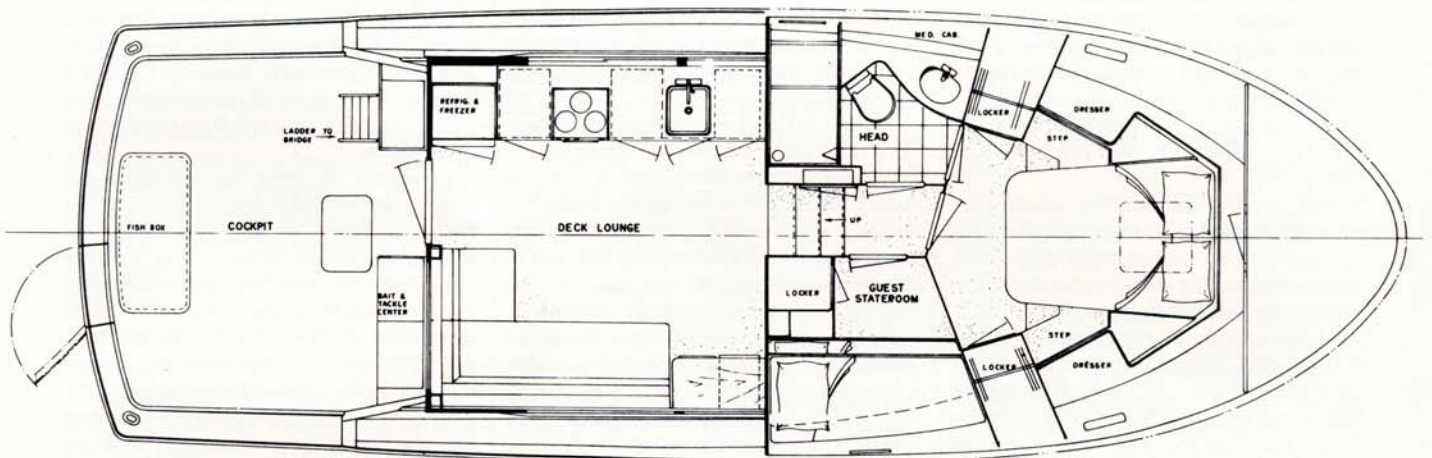 MED. CAB.
REFRIG. &
FREEZER
LADDER TO
BRIDGE
HEAD
LOCKER
DRESSER
STEP
FISH BOX
COCKPIT
DECK LOUNGE
UP
BAIT &
TACKLE
CENTER
LOCKER
GUEST
STATEROOM
STEP
LOCKER
DRESSER